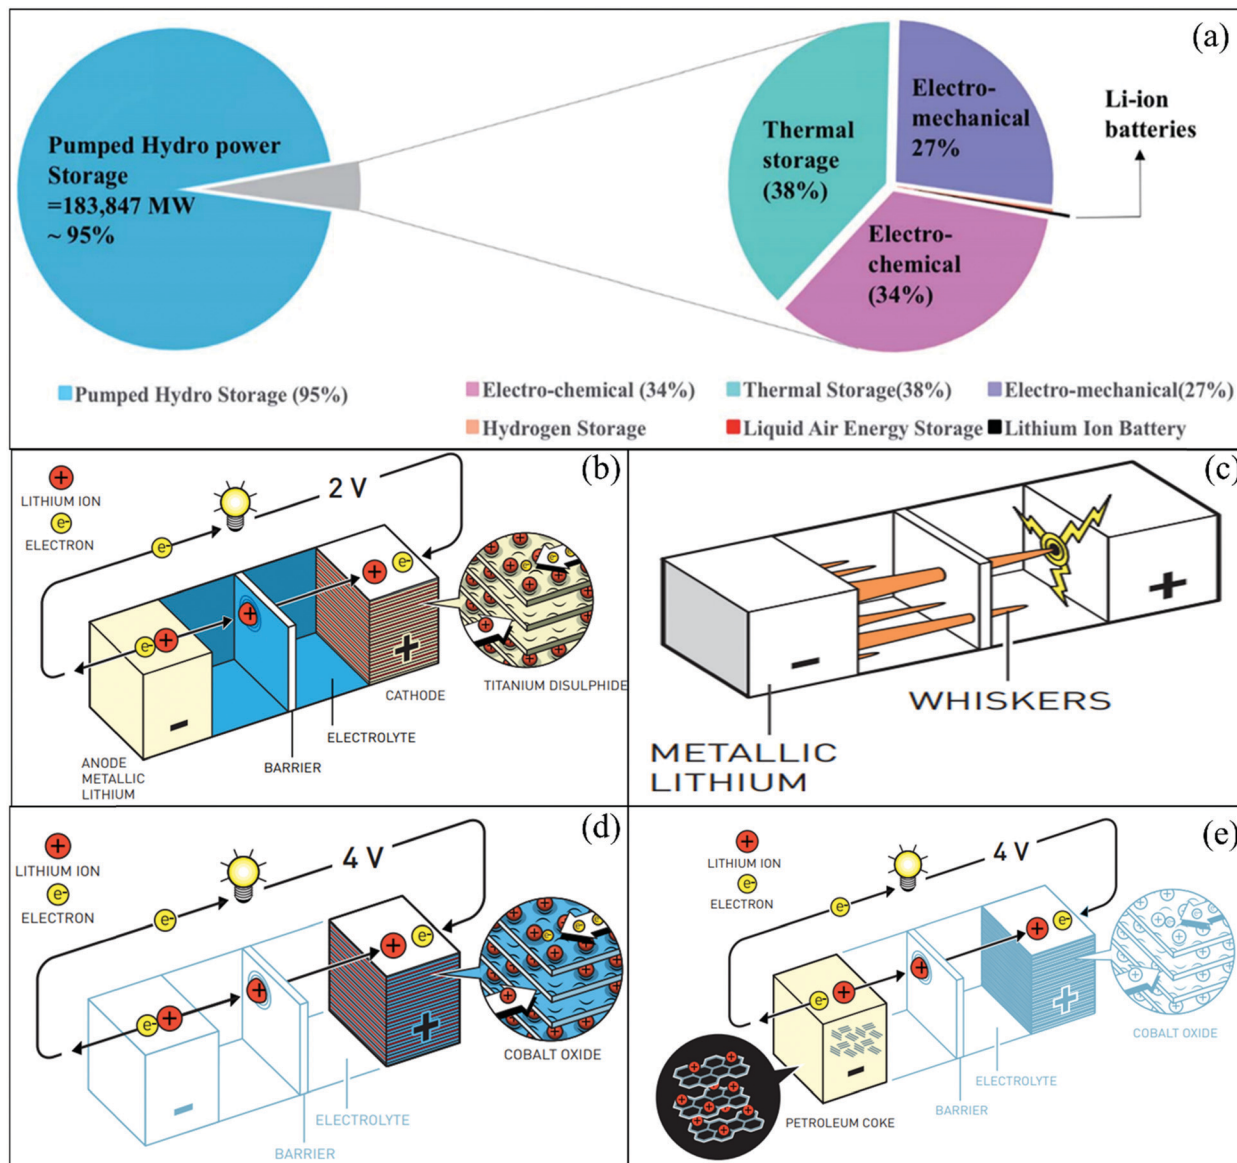 (a)
Pumped Hydro power
Storage
=183,847 MW
~ 95%
Thermal
storage
(38%)
Electro-
mechanical
27%
Electro-
chemical
(34%)
Li-ion
batteries
Pumped Hydro Storage (95%)
Electro-chemical (34%)
Thermal Storage(38%)
Electro-mechanical(27%)
Hydrogen Storage
Liquid Air Energy Storage
Lithium Ion Battery
(b)
+
LITHIUM ION
e-
ELECTRON
2 V
e-
e- +
+
+ e-
-
+
TITANIUM DISULPHIDE
CATHODE
ELECTROLYTE
BARRIER
ANODE
METALLIC
LITHIUM
(c)
-
+
WHISKERS
METALLIC
LITHIUM
(d)
+
LITHIUM ION
e-
ELECTRON
4 V
e-
e- +
+
+ e-
-
+
COBALT OXIDE
ELECTROLYTE
BARRIER
(e)
+
LITHIUM ION
e-
ELECTRON
4 V
e-
e- +
+
+ e-
-
+
COBALT OXIDE
ELECTROLYTE
BARRIER
PETROLEUM COKE